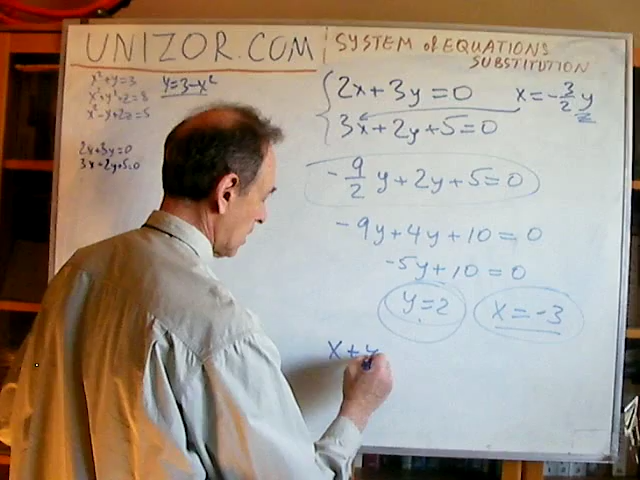 UNIZOR.COM
SYSTEM of EQUATIONS
SUBSTITUTION
x²+y=3
y=3-x²
x²+y²+z=8
x²-y+2z=5
2x+3y=0
3x+2y+5=0
2x+3y=0
x=-3/2y
3x+2y+5=0
-9/2y+2y+5=0
-9y+4y+10=0
-5y+10=0
y=2
x=-3
x+y